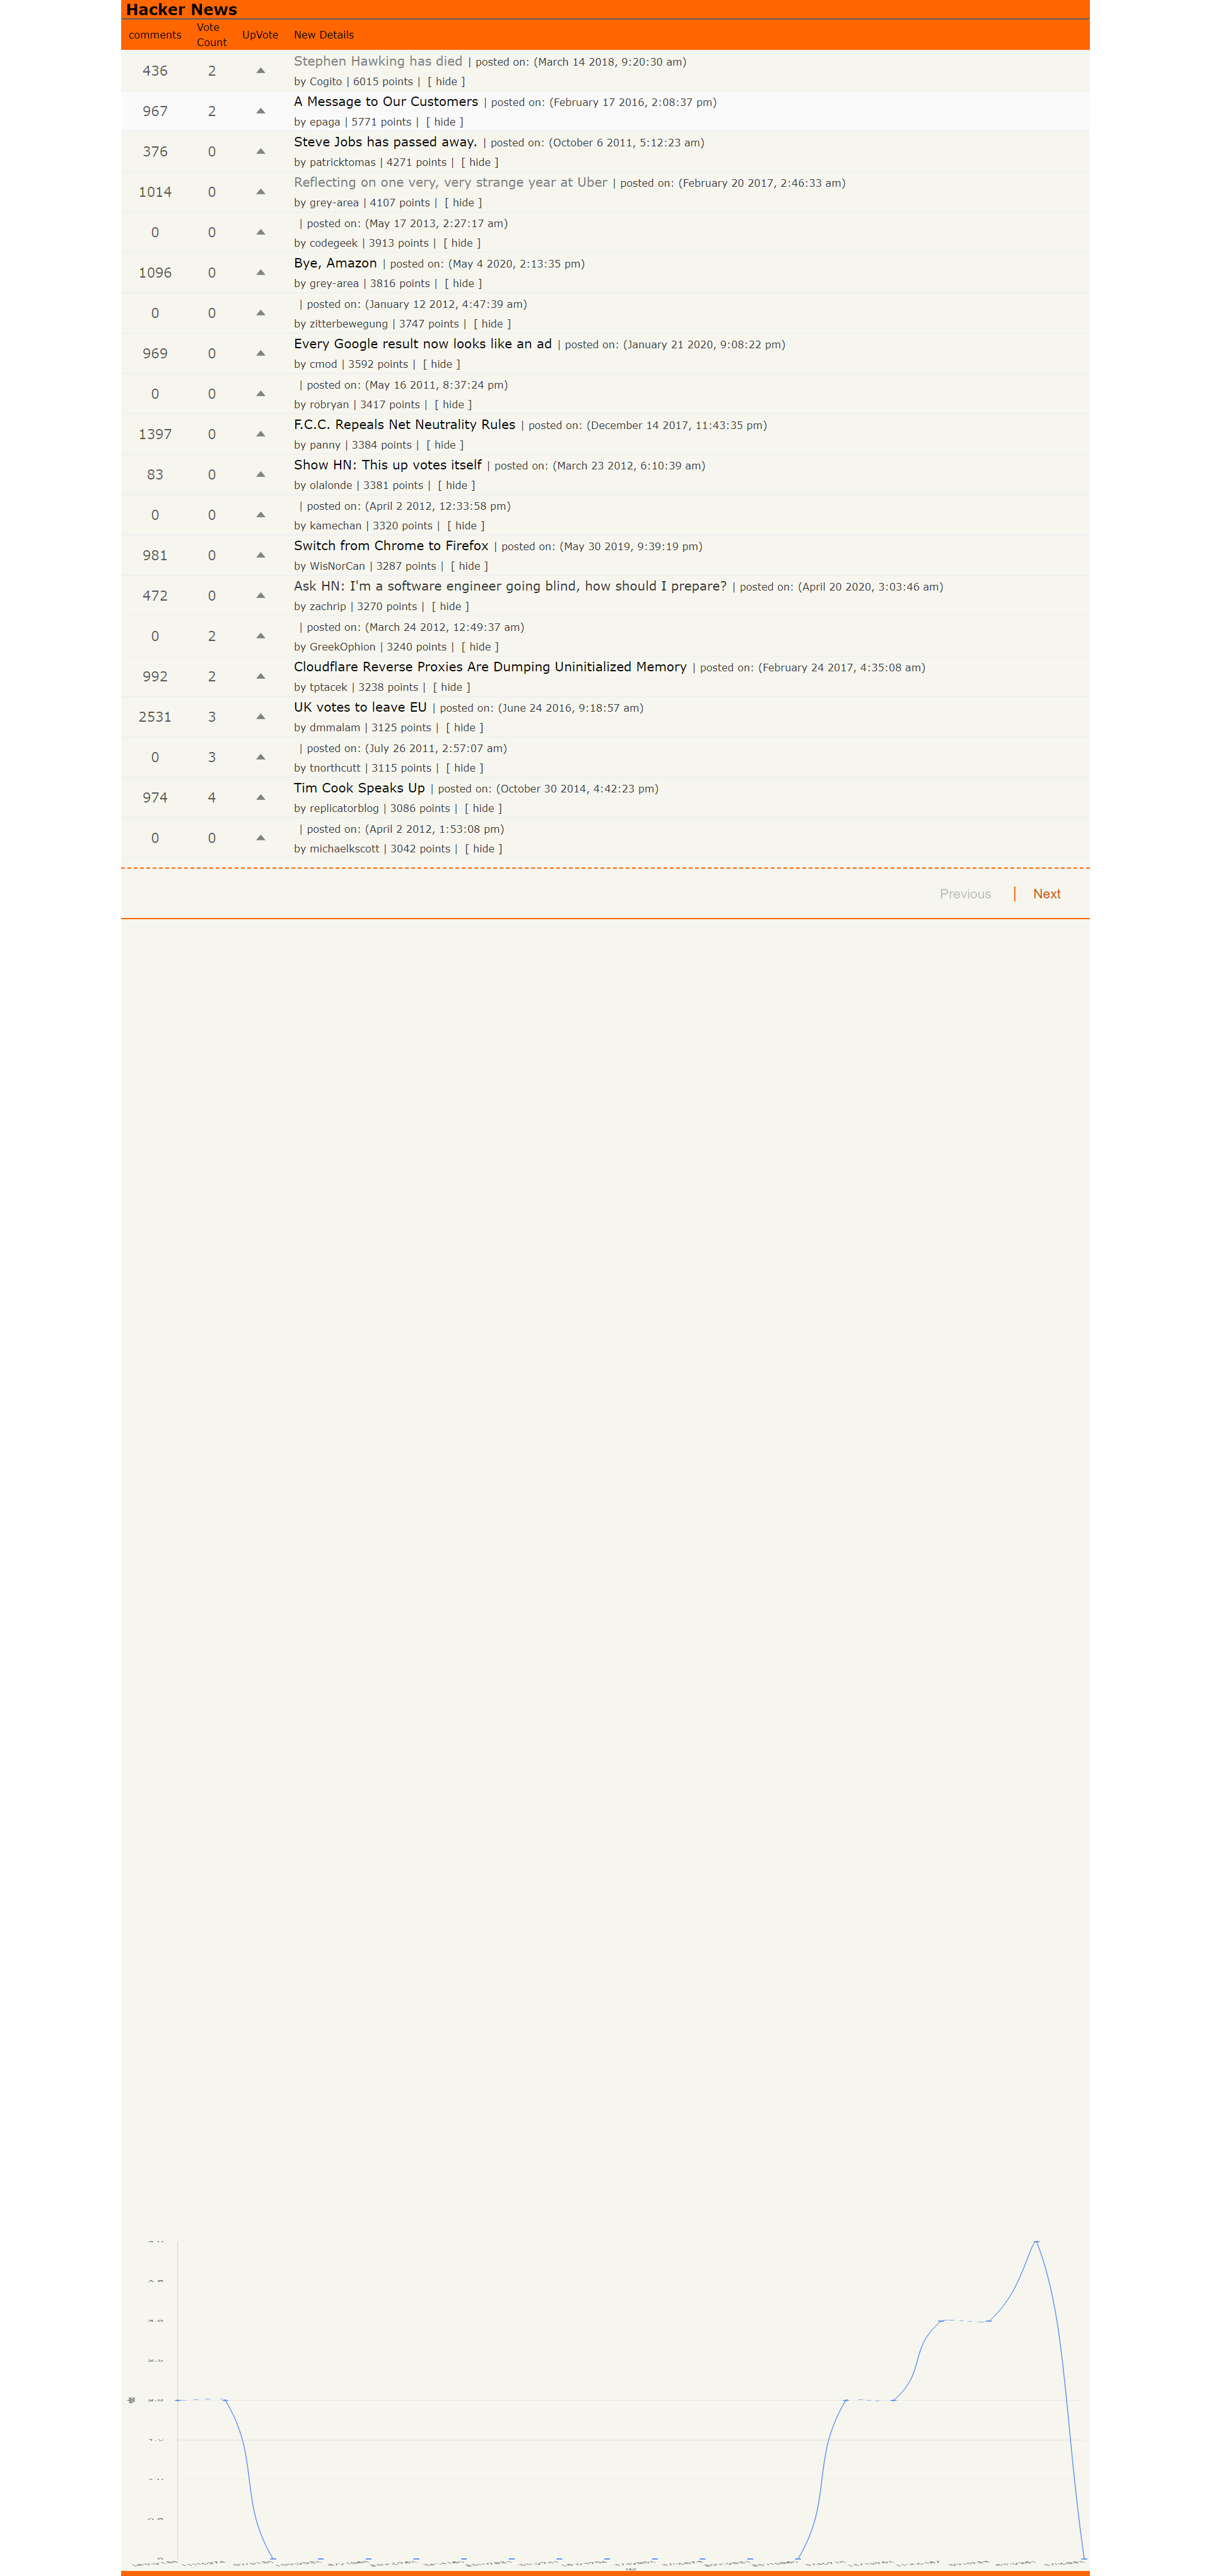 Hacker News
comments Vote Count UpVote New Details
436 2 Stephen Hawking has died | posted on: (March 14 2018, 9:20:30 am)
by Cogito | 6015 points | [ hide ]
967 2 A Message to Our Customers | posted on: (February 17 2016, 2:08:37 pm)
by epaga | 5771 points | [ hide ]
376 0 Steve Jobs has passed away. | posted on: (October 6 2011, 5:12:23 am)
by patricktomas | 4271 points | [ hide ]
1014 0 Reflecting on one very, very strange year at Uber | posted on: (February 20 2017, 2:46:33 am)
by grey-area | 4107 points | [ hide ]
0 0 | posted on: (May 17 2013, 2:27:17 am)
by codegeek | 3913 points | [ hide ]
1096 0 Bye, Amazon | posted on: (May 4 2020, 2:13:35 pm)
by grey-area | 3816 points | [ hide ]
0 0 | posted on: (January 12 2012, 4:47:39 am)
by zitterbewegung | 3747 points | [ hide ]
969 0 Every Google result now looks like an ad | posted on: (January 21 2020, 9:08:22 pm)
by cmod | 3592 points | [ hide ]
0 0 | posted on: (May 16 2011, 8:37:24 pm)
by robryan | 3417 points | [ hide ]
1397 0 F.C.C. Repeals Net Neutrality Rules | posted on: (December 14 2017, 11:43:35 pm)
by panny | 3384 points | [ hide ]
83 0 Show HN: This up votes itself | posted on: (March 23 2012, 6:10:39 am)
by olalonde | 3381 points | [ hide ]
0 0 | posted on: (April 2 2012, 12:33:58 pm)
by kamechan | 3320 points | [ hide ]
981 0 Switch from Chrome to Firefox | posted on: (May 30 2019, 9:39:19 pm)
by WisNorCan | 3287 points | [ hide ]
472 0 Ask HN: I'm a software engineer going blind, how should I prepare? | posted on: (April 20 2020, 3:03:46 am)
by zachrip | 3270 points | [ hide ]
0 2 | posted on: (March 24 2012, 12:49:37 am)
by GreekOphion | 3240 points | [ hide ]
992 2 Cloudflare Reverse Proxies Are Dumping Uninitialized Memory | posted on: (February 24 2017, 4:35:08 am)
by tptacek | 3238 points | [ hide ]
2531 3 UK votes to leave EU | posted on: (June 24 2016, 9:18:57 am)
by dmmalam | 3125 points | [ hide ]
0 3 | posted on: (July 26 2011, 2:57:07 am)
by tnorthcutt | 3115 points | [ hide ]
974 4 Tim Cook Speaks Up | posted on: (October 30 2014, 4:42:23 pm)
by replicatorblog | 3086 points | [ hide ]
0 0 | posted on: (April 2 2012, 1:53:08 pm)
by michaelkscott | 3042 points | [ hide ]
Previous | Next